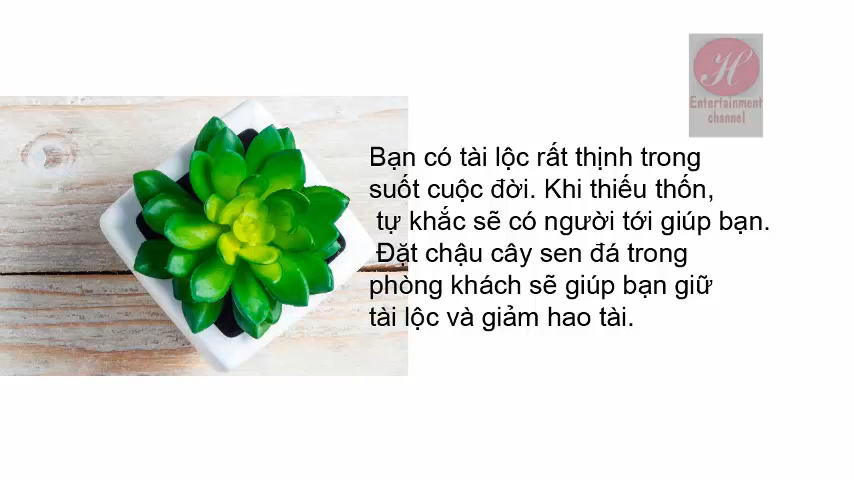 H
Entertainment
channel
Bạn có tài lộc rất thịnh trong
suốt cuộc đời. Khi thiếu thốn,
tự khắc sẽ có người tới giúp bạn.
Đặt chậu cây sen đá trong
phòng khách sẽ giúp bạn giữ
tài lộc và giảm hao tài.